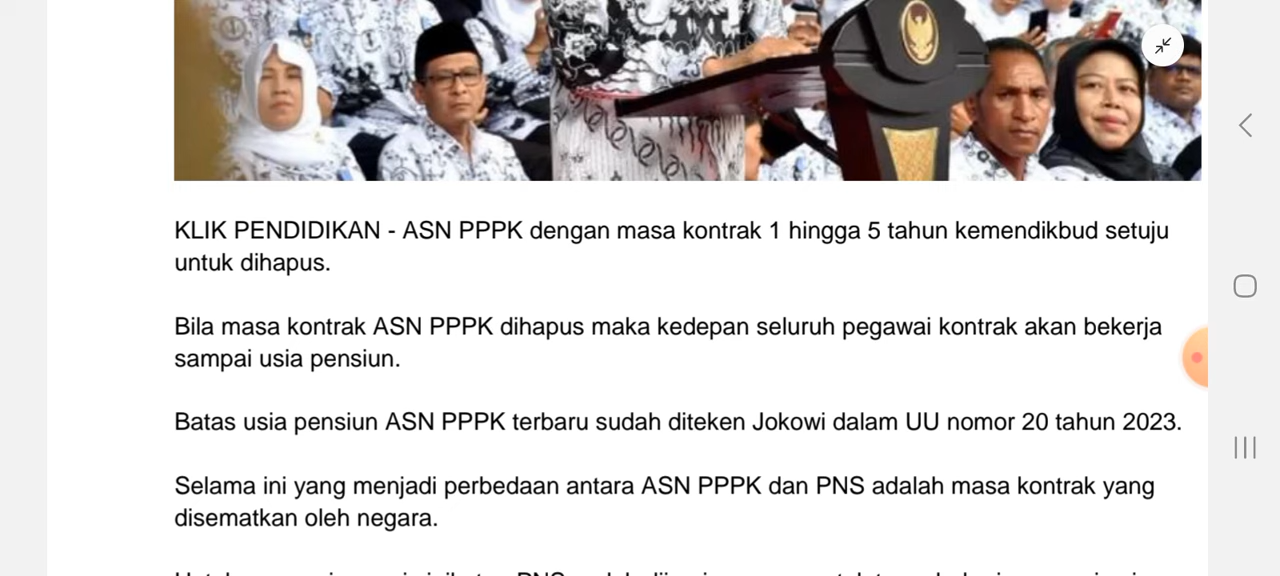 KLIK PENDIDIKAN - ASN PPPK dengan masa kontrak 1 hingga 5 tahun kemendikbud setuju
untuk dihapus.
Bila masa kontrak ASN PPPK dihapus maka kedepan seluruh pegawai kontrak akan bekerja
sampai usia pensiun.
Batas usia pensiun ASN PPPK terbaru sudah diteken Jokowi dalam UU nomor 20 tahun 2023.
Selama ini yang menjadi perbedaan antara ASN PPPK dan PNS adalah masa kontrak yang
disematkan oleh negara.